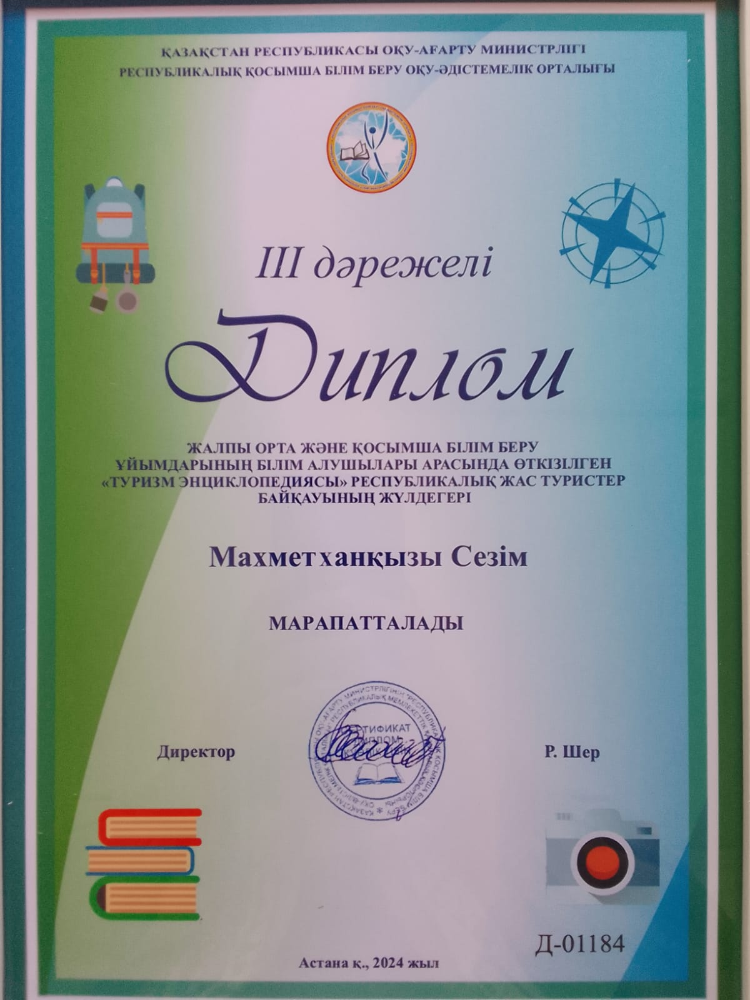 ҚАЗАҚСТАН РЕСПУБЛИКАСЫ ОҚУ-АҒАРТУ МИНИСТРЛІГІ
РЕСПУБЛИКАЛЫҚ ҚОСЫМША БІЛІМ БЕРУ ОҚУ-ӘДІСТЕМЕЛІК ОРТАЛЫҒЫ
III дәрежелі
Диплом
ЖАЛПЫ ОРТА ЖӘНЕ ҚОСЫМША БІЛІМ БЕРУ
ҰЙЫМДАРЫНЫҢ БІЛІМ АЛУШЫЛАРЫ АРАСЫНДА ӨТКІЗІЛГЕН
«ТУРИЗМ ЭНЦИКЛОПЕДИЯСЫ» РЕСПУБЛИКАЛЫҚ ЖАС ТУРИСТЕР
БАЙҚАУЫНЫҢ ЖҮЛДЕГЕРІ
Махметханқызы Сезім
МАРАПАТТАЛАДЫ
СЕРТИФИКАТ
ДИПЛОМ
Директор
Р. Шер
Д-01184
Астана қ., 2024 жыл